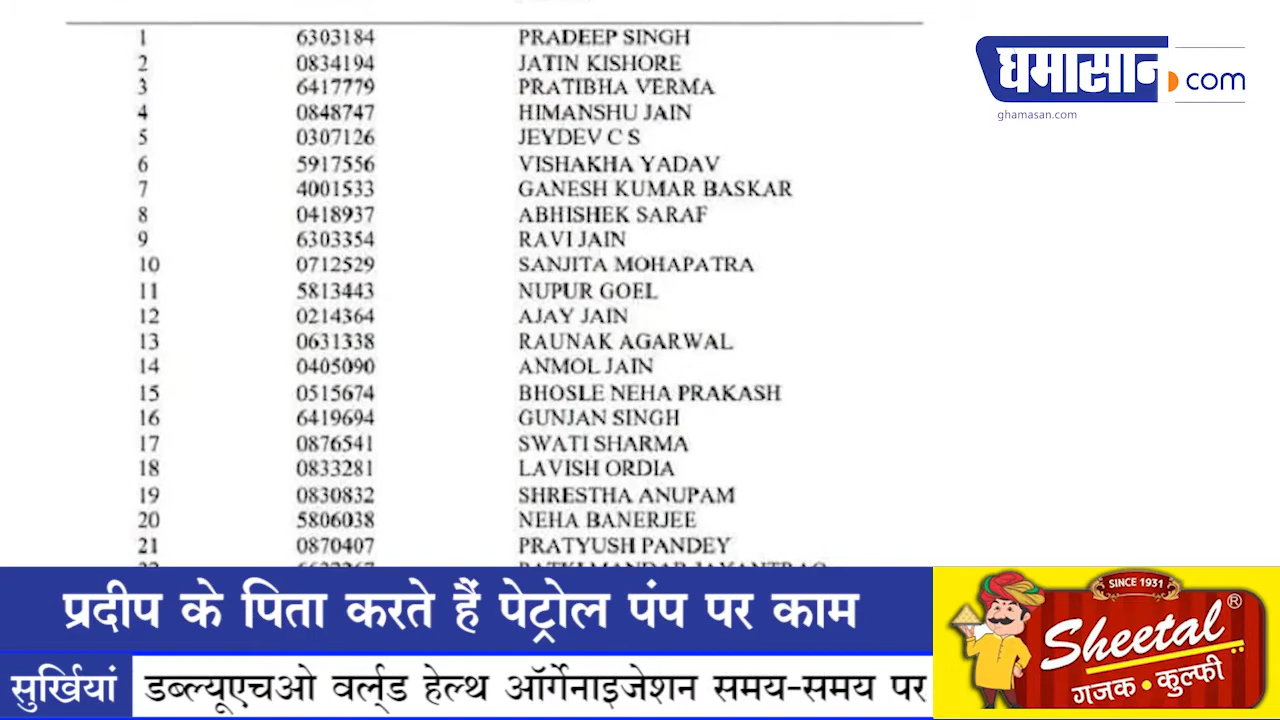 1 6303184 PRADEEP SINGH
2 0834194 JATIN KISHORE
3 6417779 PRATIBHA VERMA
4 0848747 HIMANSHU JAIN
5 0307126 JEYDEV C S
6 5917556 VISHAKHA YADAV
7 4001533 GANESH KUMAR BASKAR
8 0418937 ABHISHEK SARAF
9 6303354 RAVI JAIN
10 0712529 SANJITA MOHAPATRA
11 5813443 NUPUR GOEL
12 0214364 AJAY JAIN
13 0631338 RAUNAK AGARWAL
14 0405090 ANMOL JAIN
15 0515674 BHOSLE NEHA PRAKASH
16 6419694 GUNJAN SINGH
17 0876541 SWATI SHARMA
18 0833281 LAVISH ORDIA
19 0830832 SHRESTHA ANUPAM
20 5806038 NEHA BANERJEE
21 0870407 PRATYUSH PANDEY
घमासान.com
ghamasan.com
प्रदीप के पिता करते हैं पेट्रोल पंप पर काम
सुर्खियां डब्ल्यूएचओ वर्ल्ड हेल्थ ऑर्गेनाइजेशन समय-समय पर
SINCE 1931
Sheetal®
गजक • कुल्फी